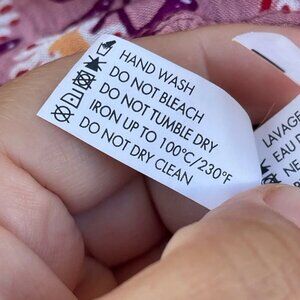 HAND WASH
DO NOT BLEACH
DO NOT TUMBLE DRY
IRON UP TO 100°C/230°F
DO NOT DRY CLEAN
LAVAGE
EAU
NE